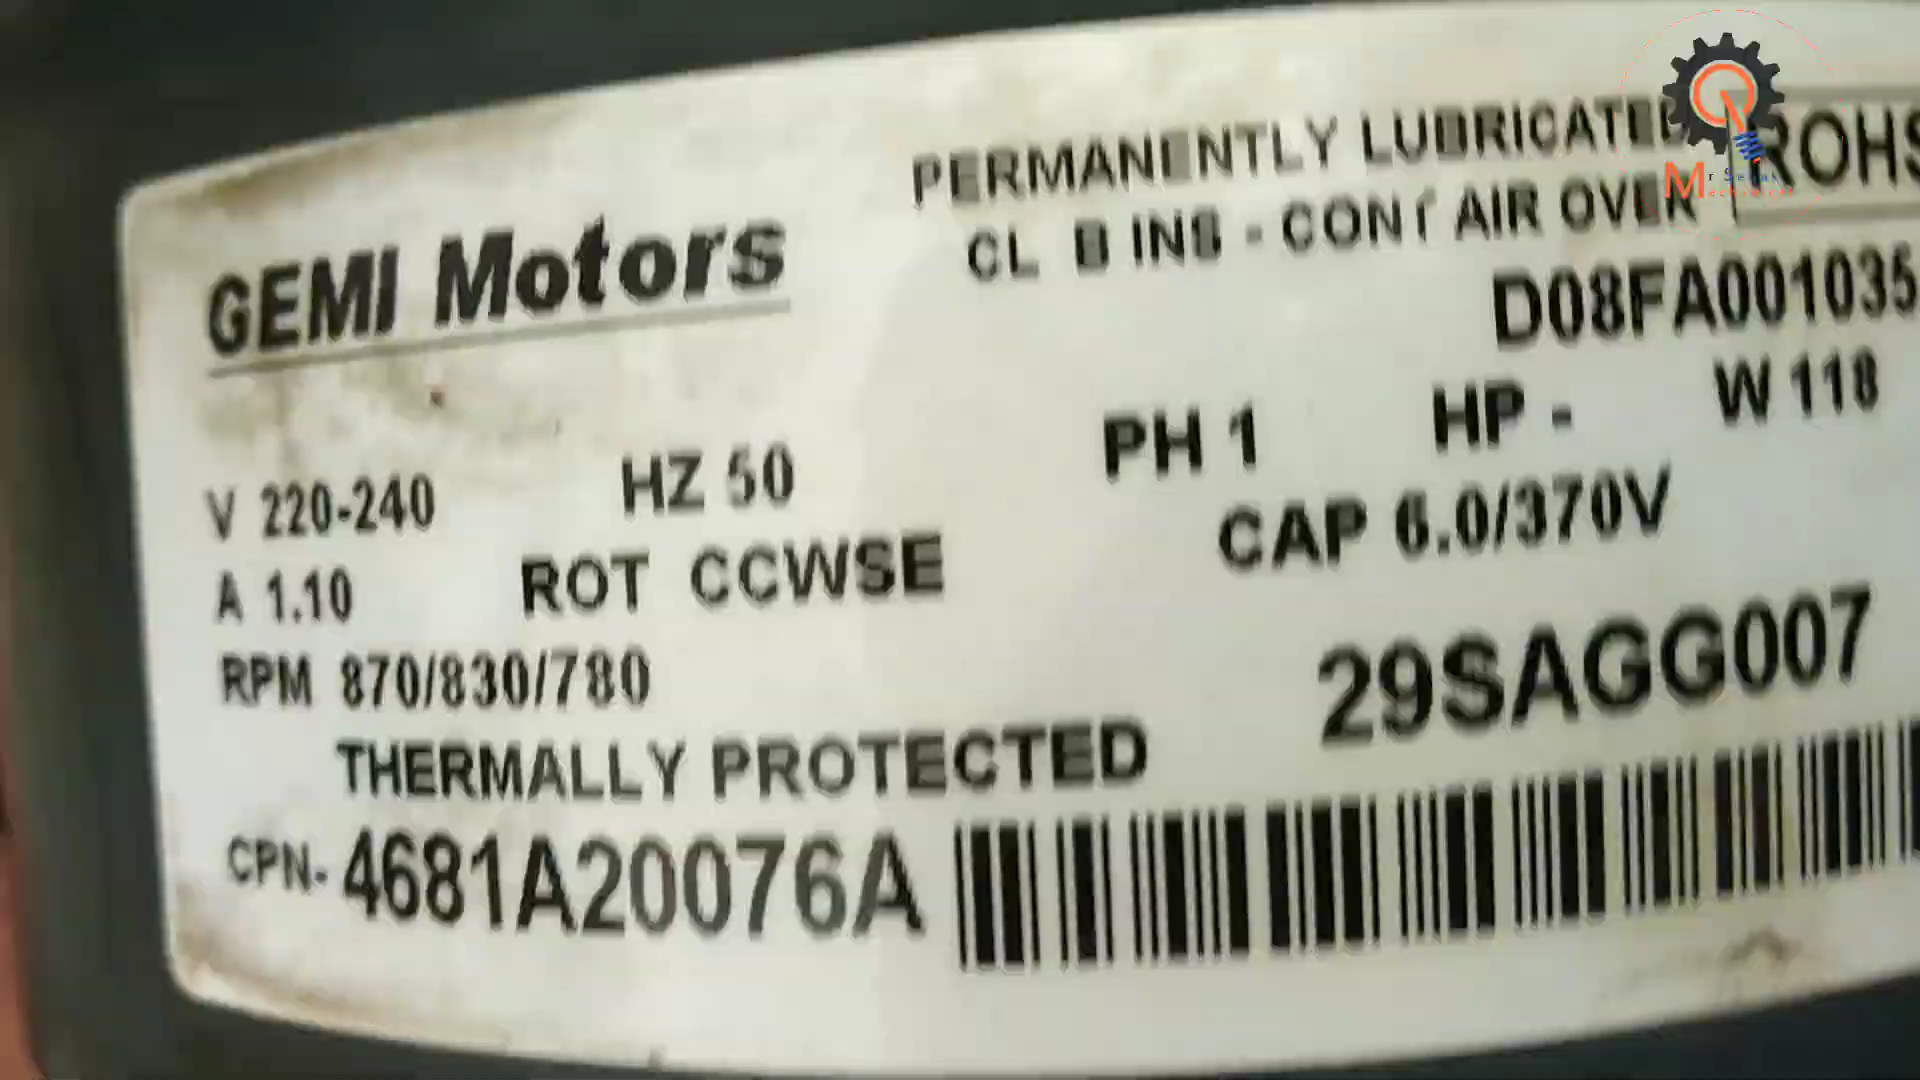 GEMI Motors
PERMANENTLY LUBRICATED
ROHS
CL B INS - CONT AIR OVER
D08FA001035
V 220-240 HZ 50 PH 1 HP - W 118
A 1.10 ROT CCWSE CAP 6.0/370V
RPM 870/830/780
29SAGG007
THERMALLY PROTECTED
CPN- 4681A20076A